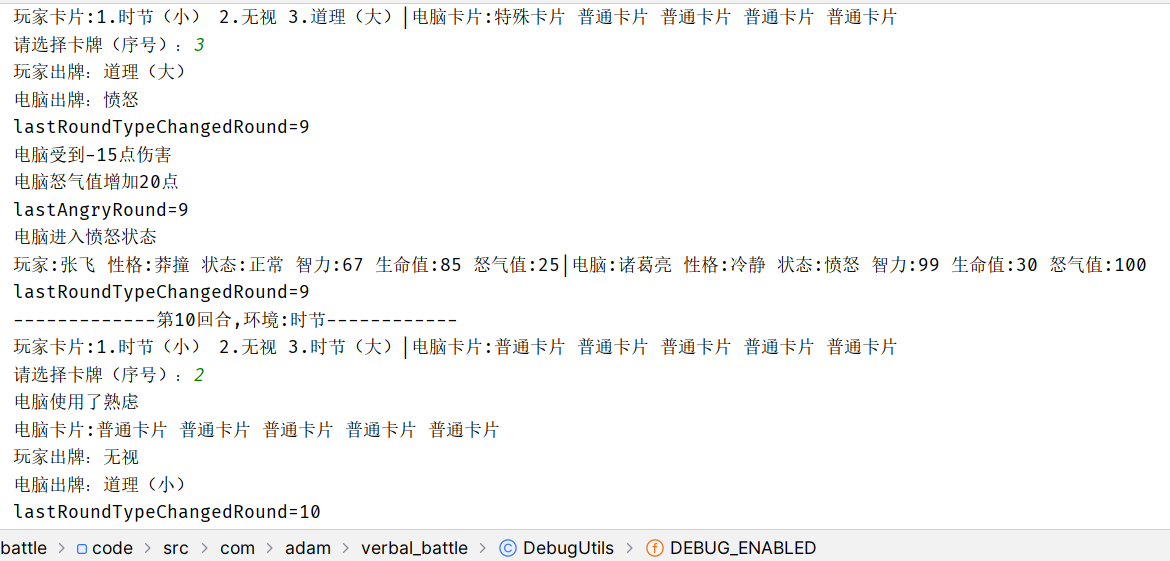 玩家卡片:1.时节（小） 2.无视 3.道理（大）|电脑卡片:特殊卡片 普通卡片 普通卡片 普通卡片 普通卡片
请选择卡牌（序号）：3
玩家出牌：道理（大）
电脑出牌：愤怒
lastRoundTypeChangedRound=9
电脑受到-15点伤害
电脑怒气值增加20点
lastAngryRound=9
电脑进入愤怒状态
玩家:张飞 性格:莽撞 状态:正常 智力:67 生命值:85 怒气值:25|电脑:诸葛亮 性格:冷静 状态:愤怒 智力:99 生命值:30 怒气值:100
lastRoundTypeChangedRound=9
-------------第10回合,环境:时节------------
玩家卡片:1.时节（小） 2.无视 3.时节（大）|电脑卡片:普通卡片 普通卡片 普通卡片 普通卡片 普通卡片
请选择卡牌（序号）：2
电脑使用了熟虑
电脑卡片:普通卡片 普通卡片 普通卡片 普通卡片 普通卡片
玩家出牌：无视
电脑出牌：道理（小）
lastRoundTypeChangedRound=10
battle > code > src > com > adam > verbal_battle > DebugUtils > DEBUG_ENABLED